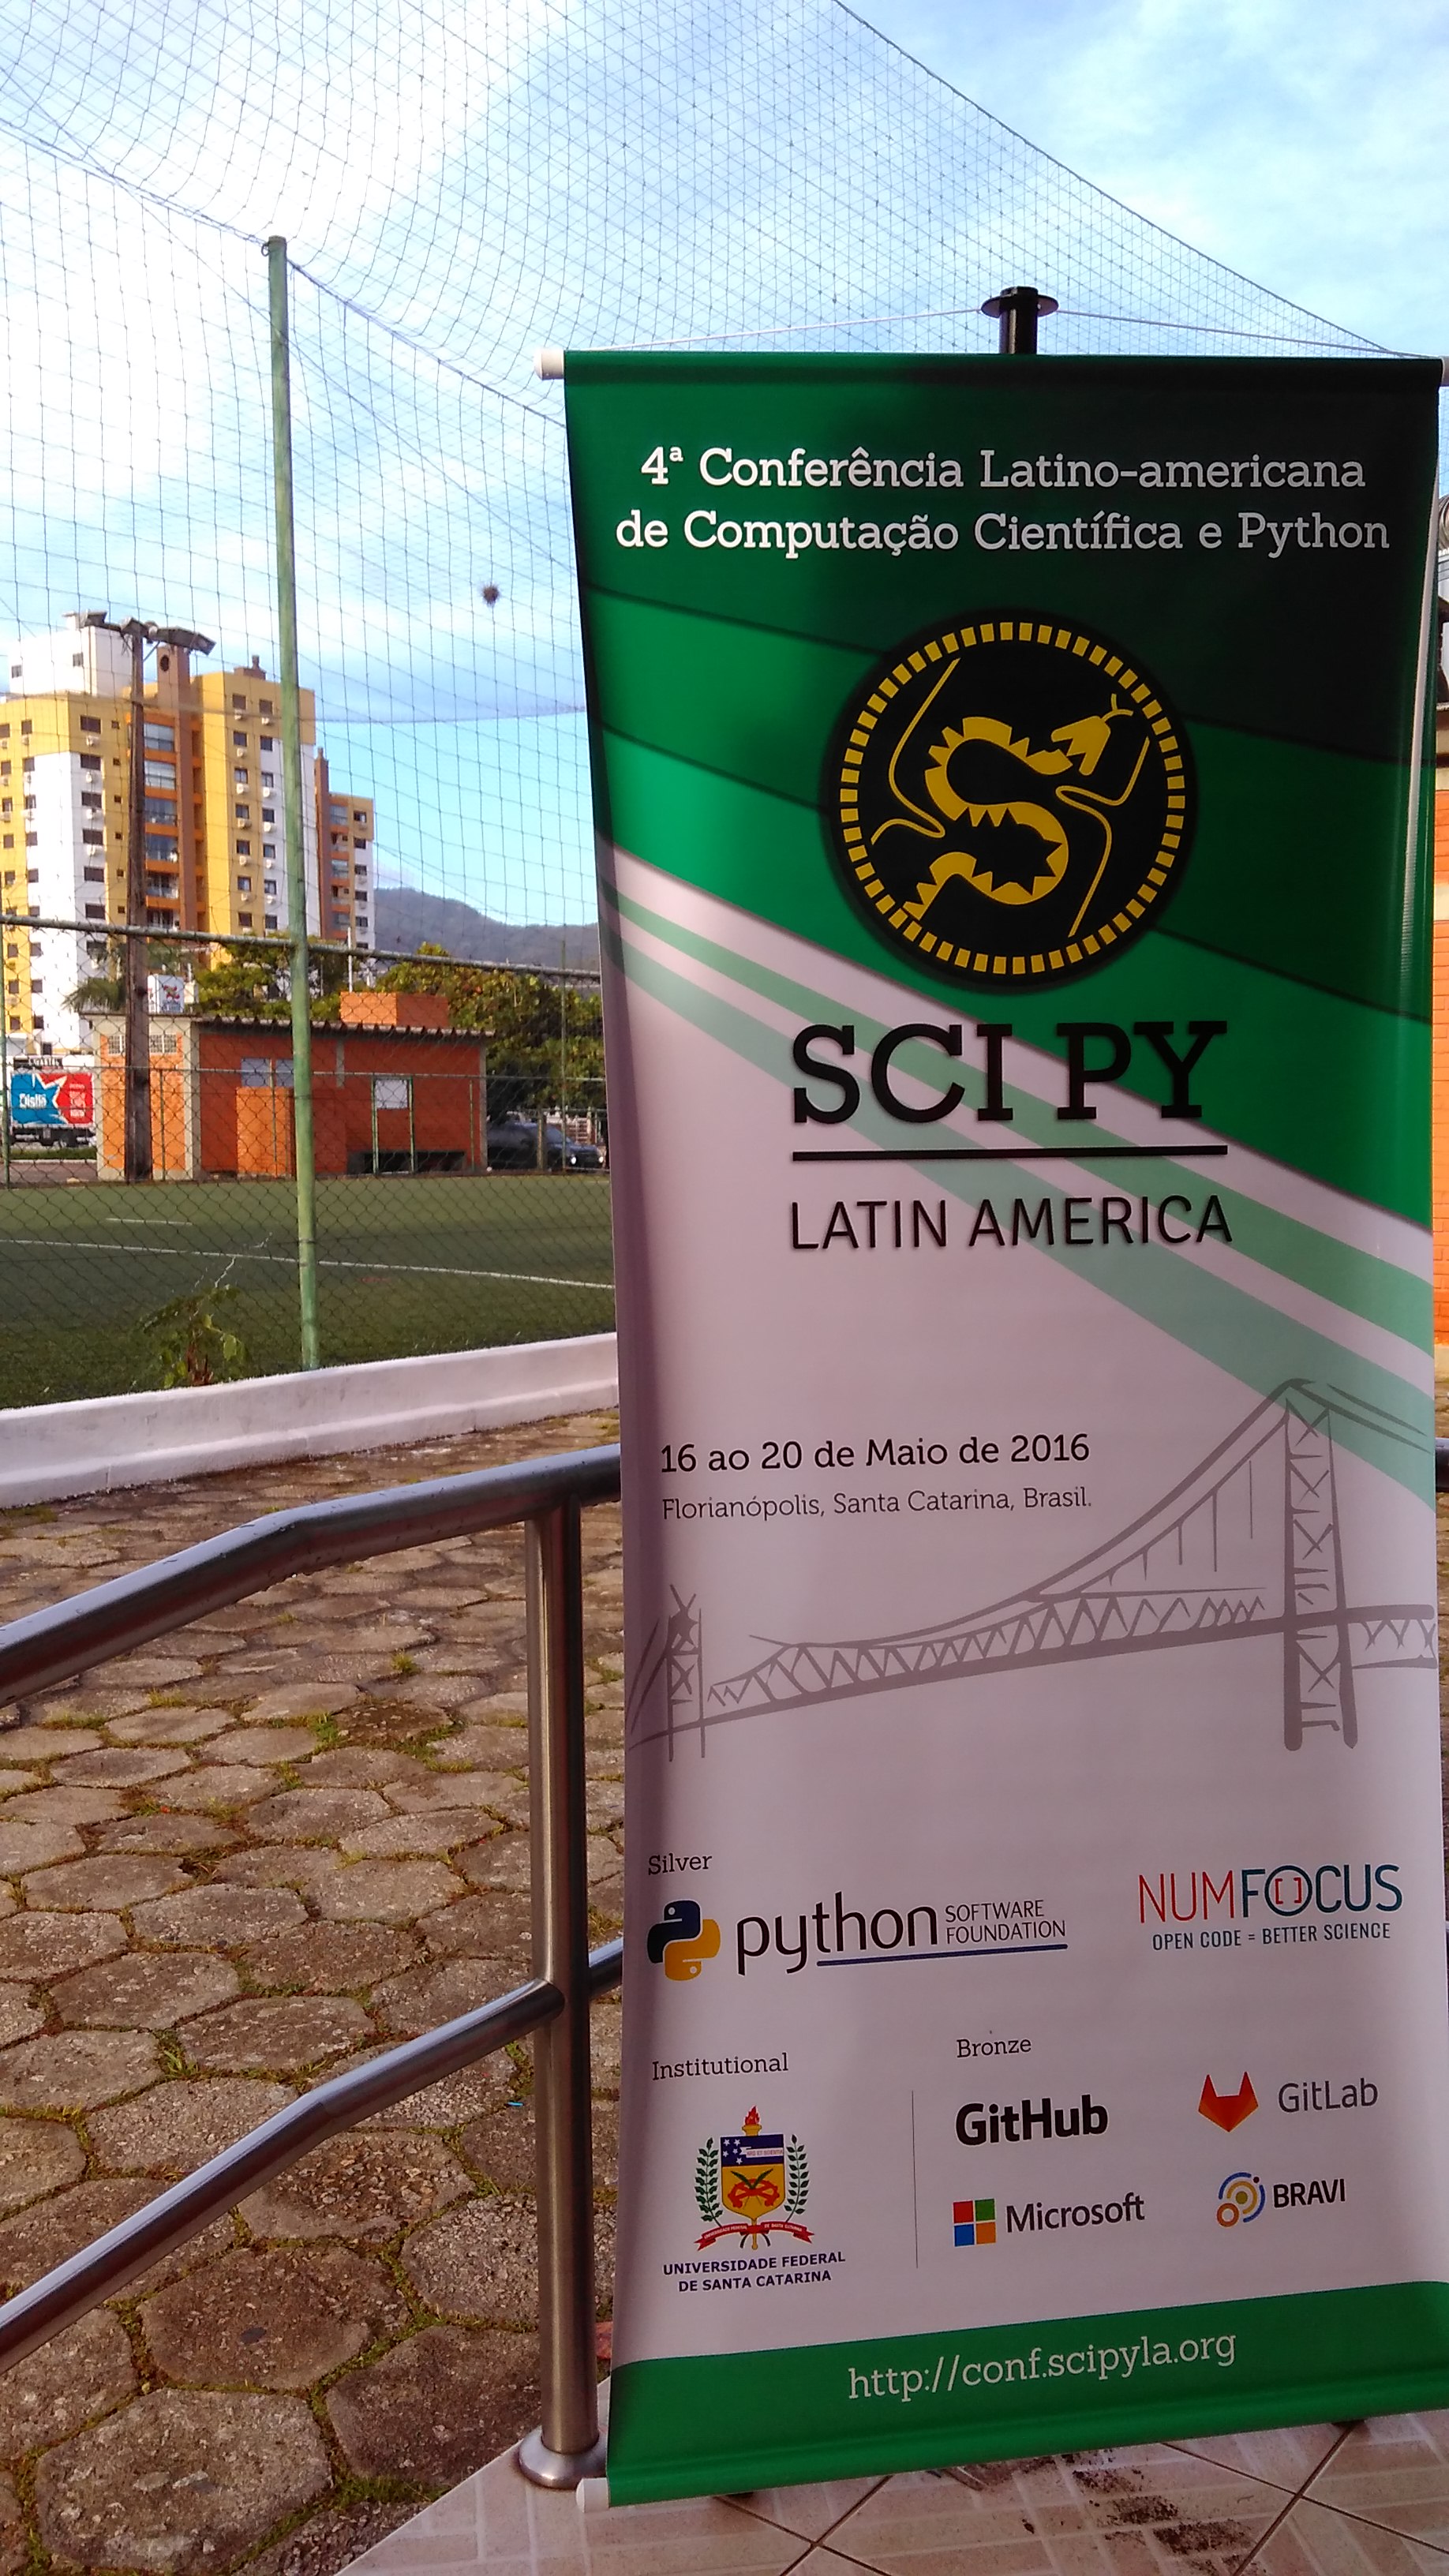 4ª Conferência Latino-americana
de Computação Científica e Python
SCI PY
LATIN AMERICA
16 ao 20 de Maio de 2016
Florianópolis, Santa Catarina, Brasil.
Silver
python SOFTWARE
FOUNDATION
NUMFOCUS
OPEN CODE = BETTER SCIENCE
Institutional
UNIVERSIDADE FEDERAL
DE SANTA CATARINA
Bronze
GitHub
GitLab
Microsoft
BRAVI
http://conf.scipyla.org